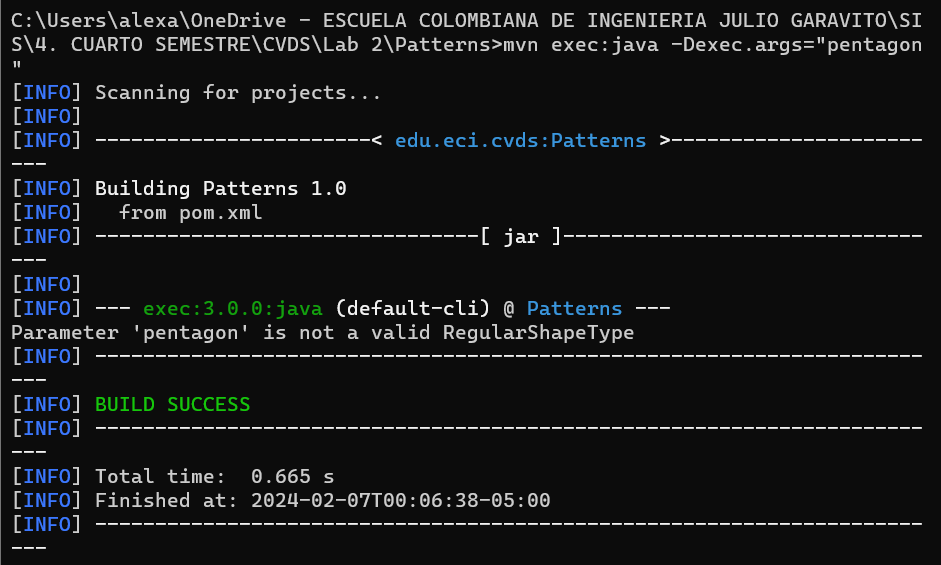 C:\Users\alexa\OneDrive - ESCUELA COLOMBIANA DE INGENIERIA JULIO GARAVITO\SI
S\4. CUARTO SEMESTRE\CVDS\Lab 2\Patterns>mvn exec:java -Dexec.args="pentagon
"
[INFO] Scanning for projects...
[INFO]
[INFO] -----------------------< edu.eci.cvds:Patterns >---------------------
---
[INFO] Building Patterns 1.0
[INFO]   from pom.xml
[INFO] --------------------------------[ jar ]------------------------------
---
[INFO]
[INFO] --- exec:3.0.0:java (default-cli) @ Patterns ---
Parameter 'pentagon' is not a valid RegularShapeType
[INFO] ---------------------------------------------------------------------
---
[INFO] BUILD SUCCESS
[INFO] ---------------------------------------------------------------------
---
[INFO] Total time:  0.665 s
[INFO] Finished at: 2024-02-07T00:06:38-05:00
[INFO] ---------------------------------------------------------------------
---